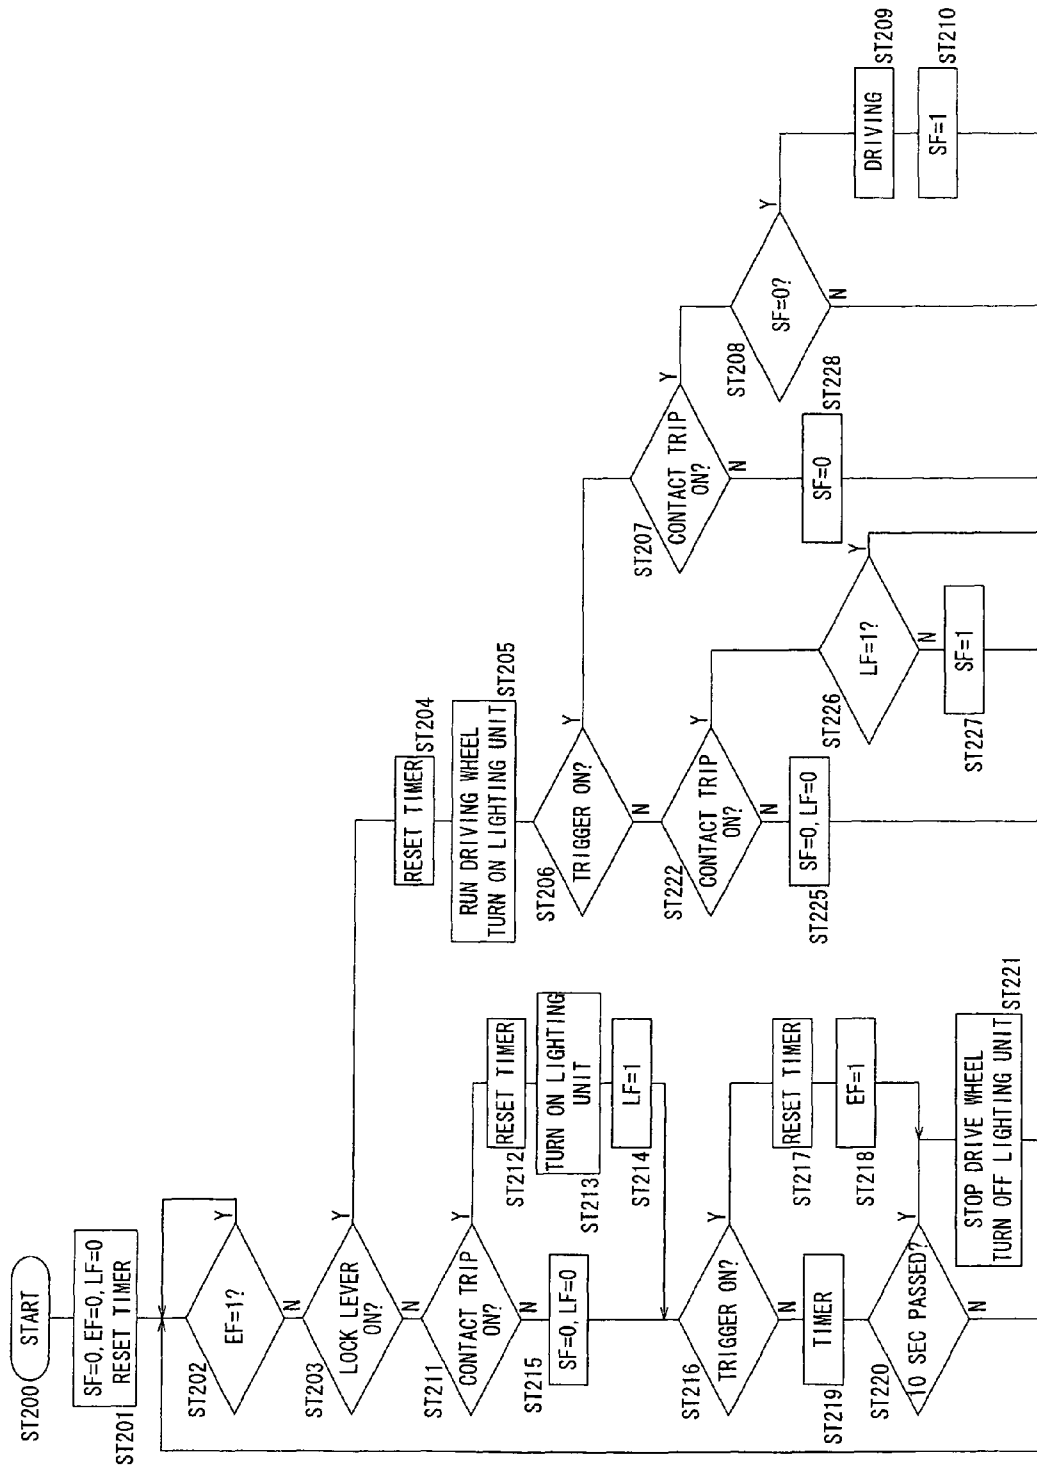 ST200
START
SF=0, EF=0, LF=0
RESET TIMER
ST201
EF=1?
Y
N
ST202
LOCK LEVER
ON?
Y
N
ST203
RESET TIMER
ST204
RUN DRIVING WHEEL
TURN ON LIGHTING UNIT
ST205
TRIGGER ON?
Y
N
ST206
CONTACT TRIP
ON?
Y
N
ST207
SF=0?
Y
N
ST208
DRIVING
ST209
SF=1
ST210
CONTACT TRIP
ON?
Y
N
ST211
RESET TIMER
ST212
TURN ON LIGHTING
UNIT
ST213
LF=1
ST214
SF=0, LF=0
ST215
TRIGGER ON?
Y
N
ST216
RESET TIMER
ST217
EF=1
ST218
TIMER
ST219
10 SEC PASSED?
Y
N
ST220
STOP DRIVE WHEEL
TURN OFF LIGHTING UNIT
ST221
CONTACT TRIP
ON?
Y
N
ST222
SF=0, LF=0
ST225
LF=1?
Y
N
ST226
SF=1
ST227
SF=0
ST228